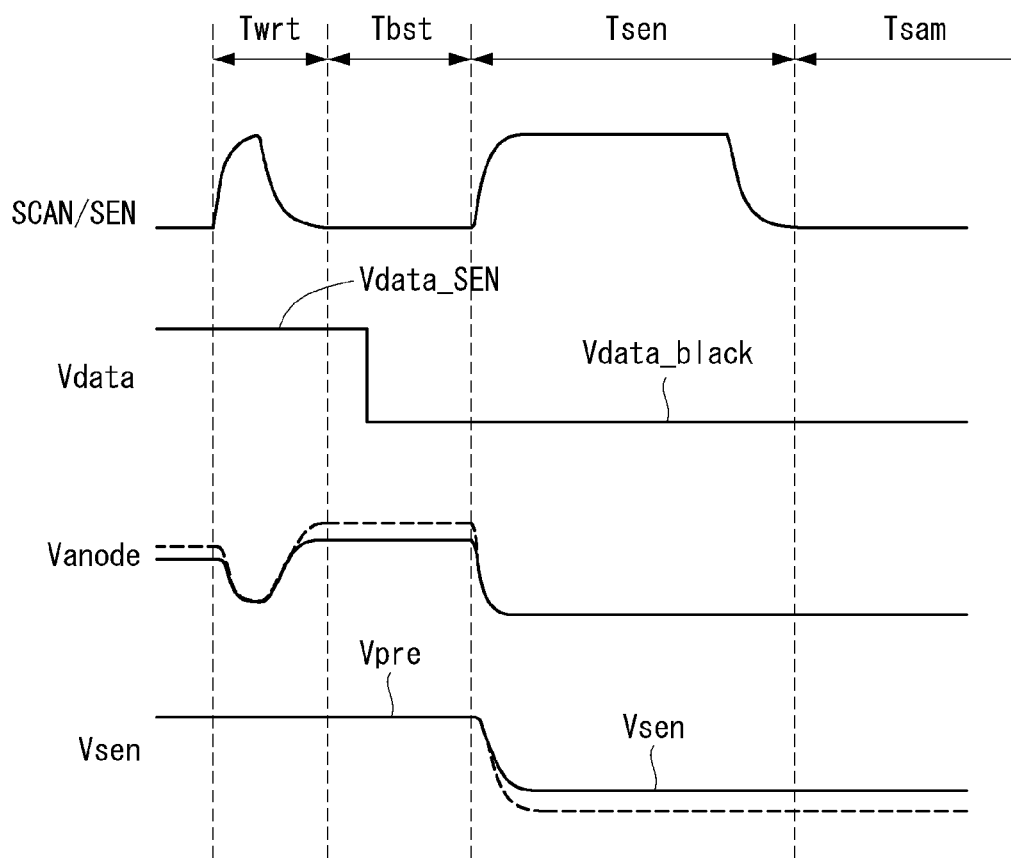 Twrt Tbst Tsen Tsam
SCAN/SEN
Vdata_SEN
Vdata
Vdata_black
Vanode
Vpre
Vsen
Vsen